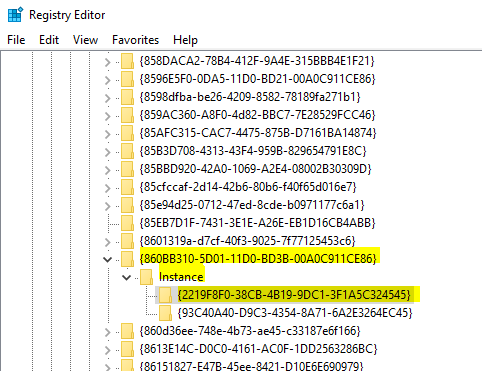 Registry Editor
File Edit View Favorites Help
{858DACA2-78B4-412F-9A4E-315BBB4E1F21}
{8596E5F0-0DA5-11D0-BD21-00A0C911CE86}
{8598dfba-be26-4209-8582-78189fa271b1}
{859AC360-A8F0-4d82-BBC7-7E28529FCC46}
{85AFC315-CAC7-4475-875B-D7161BA14874}
{85B3D708-4313-43F4-959B-829654791E8C}
{85BBD920-42A0-1069-A2E4-08002B30309D}
{85cfccaf-2d14-42b6-80b6-f40f65d016e7}
{85e94d25-0712-47ed-8cde-b0971177c6a1}
{85EB7D1F-7431-3E1E-A26E-EB1D16CB4ABB}
{8601319a-d7cf-40f3-9025-7f77125453c6}
{860BB310-5D01-11D0-BD3B-00A0C911CE86}
Instance
{2219F8F0-38CB-4B19-9DC1-3F1A5C324545}
{93C40A40-D9C3-4354-8A71-6A2E3264EC45}
{860d36ee-748e-4b73-ae45-c33187e6f166}
{8613E14C-D0C0-4161-AC0F-1DD2563286BC}
{86151827-E47B-45ee-8421-D10E6E690979}